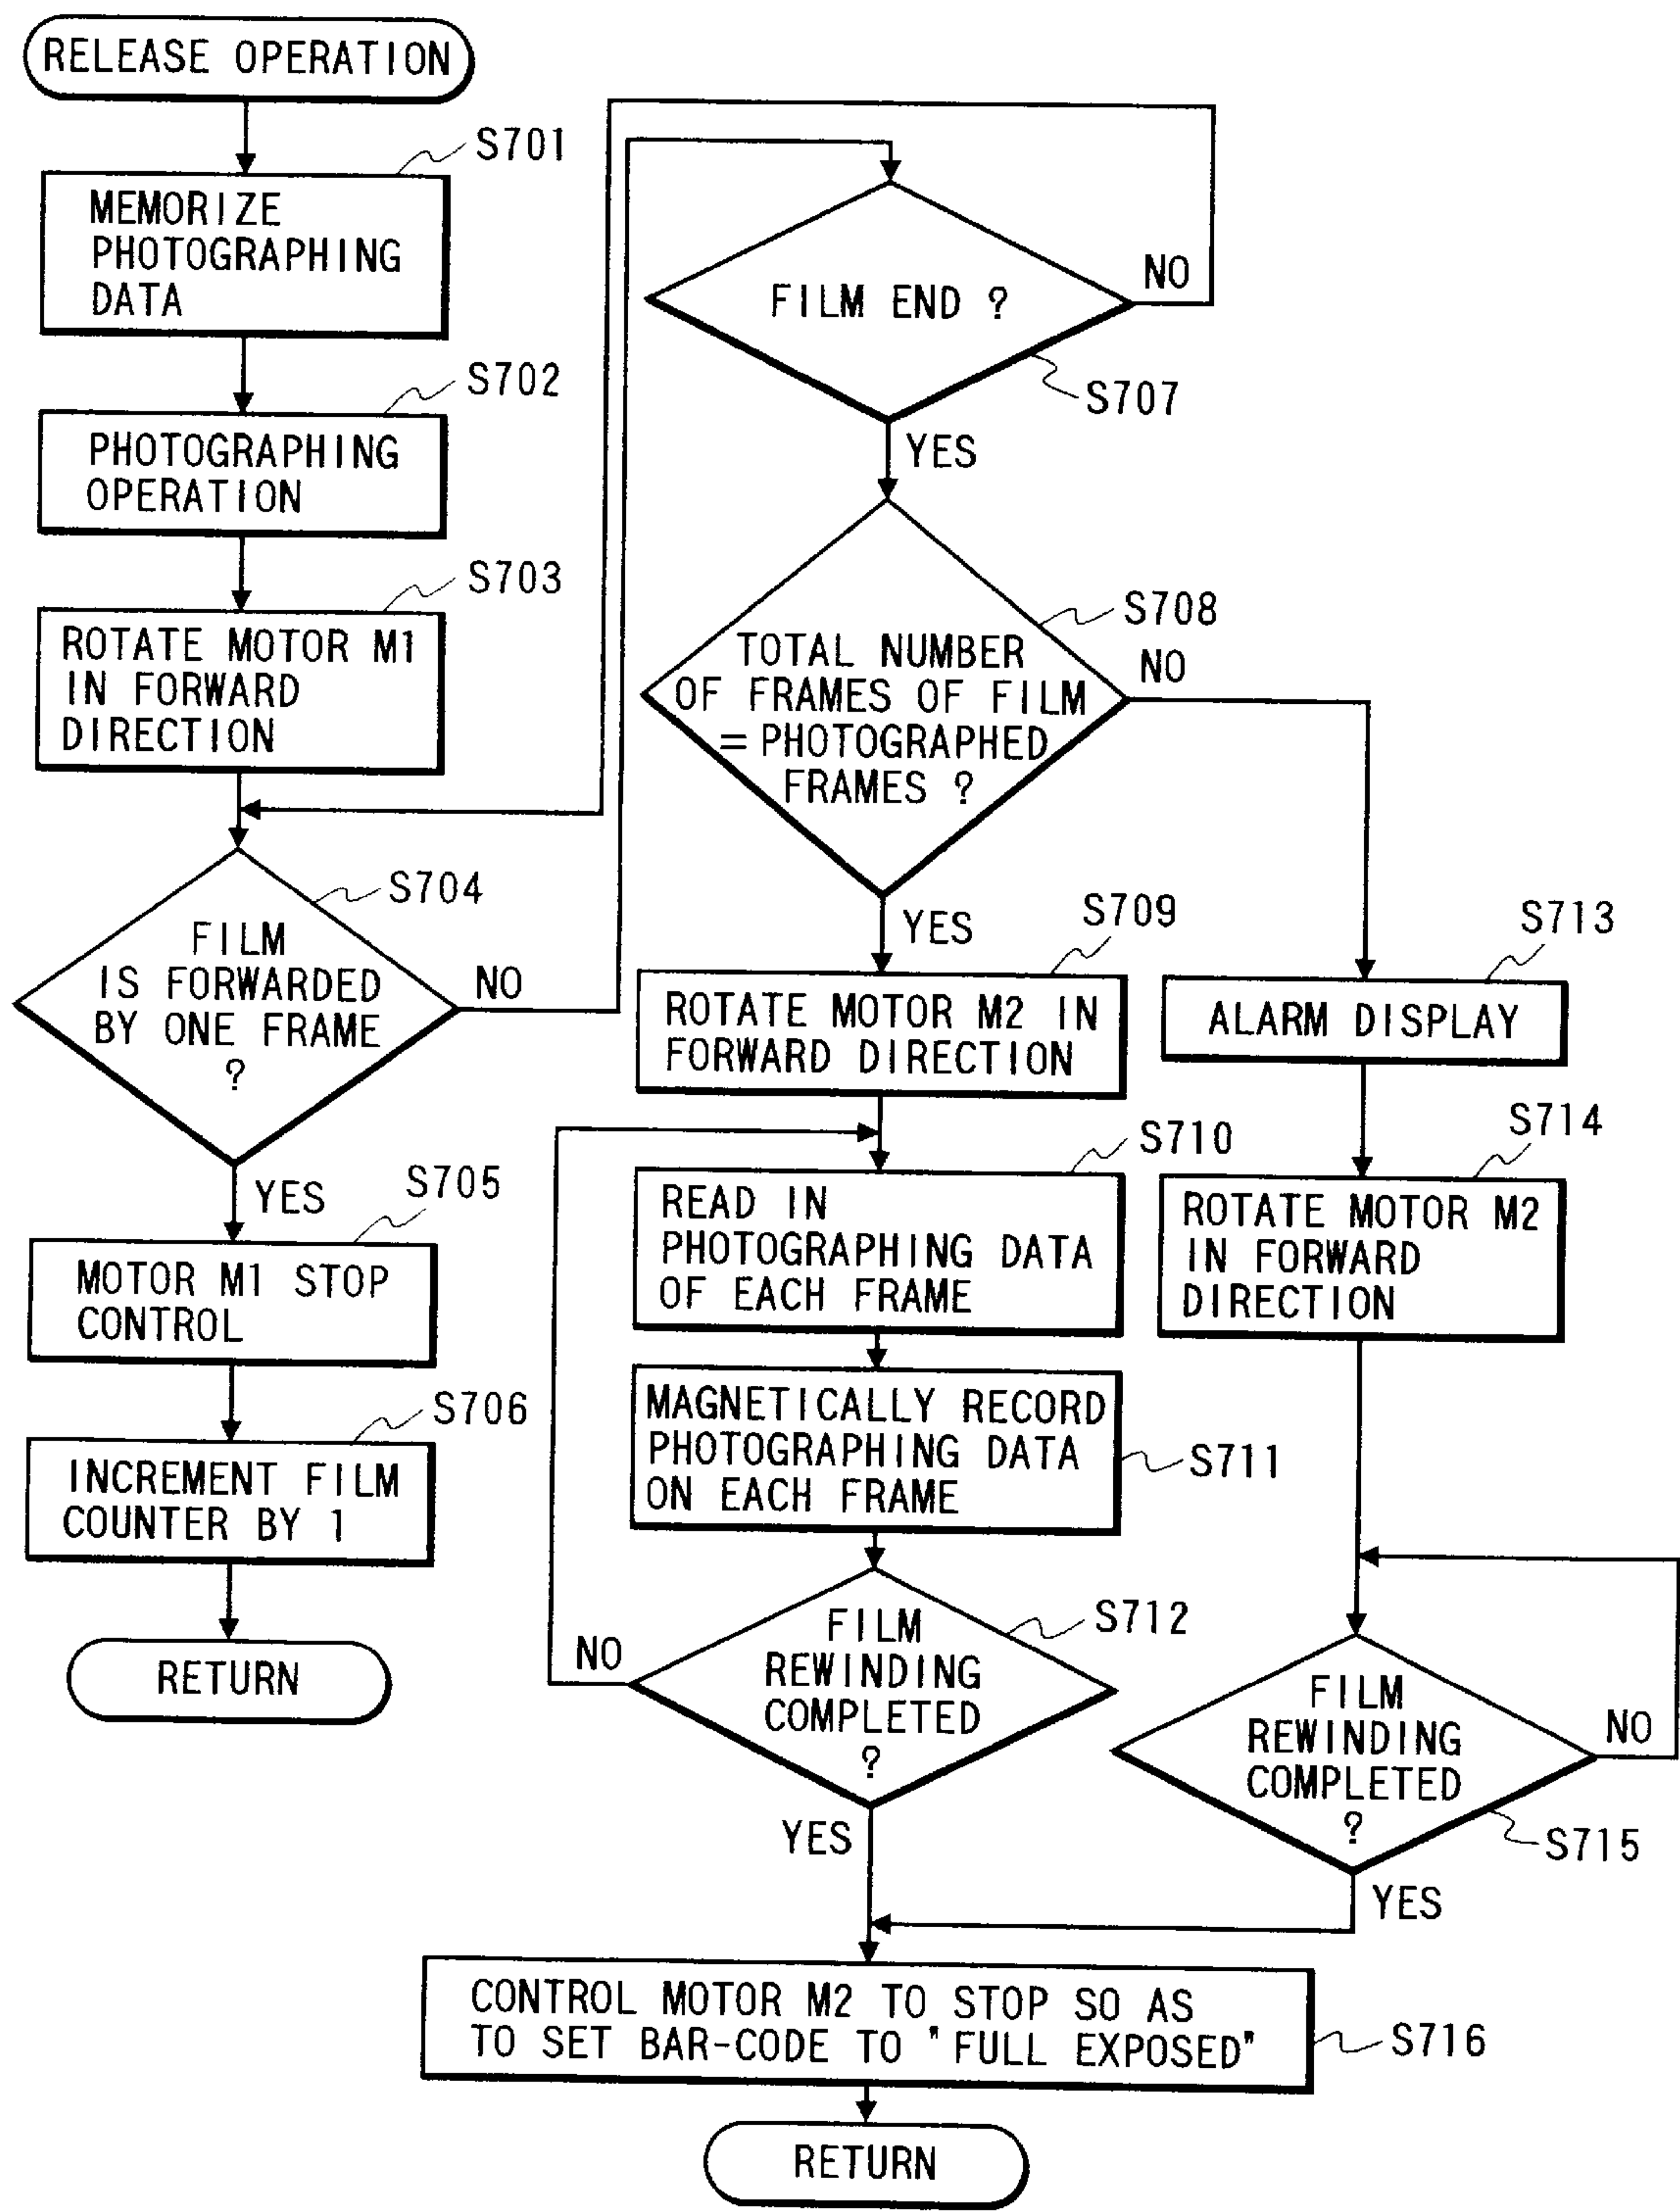 RELEASE OPERATION
S701
MEMORIZE
PHOTOGRAPHING
DATA
S702
PHOTOGRAPHING
OPERATION
S703
ROTATE MOTOR M1
IN FORWARD
DIRECTION
S704
FILM
IS FORWARDED
BY ONE FRAME
?
NO
YES
S705
MOTOR M1 STOP
CONTROL
S706
INCREMENT FILM
COUNTER BY 1
RETURN
FILM END ?
NO
S707
YES
S708
TOTAL NUMBER
OF FRAMES OF FILM
= PHOTOGRAPHED
FRAMES ?
NO
YES
S709
ROTATE MOTOR M2 IN
FORWARD DIRECTION
S710
READ IN
PHOTOGRAPHING DATA
OF EACH FRAME
MAGNETICALLY RECORD
PHOTOGRAPHING DATA
ON EACH FRAME
S711
S712
FILM
REWINDING
COMPLETED
?
NO
YES
S713
ALARM DISPLAY
S714
ROTATE MOTOR M2
IN FORWARD
DIRECTION
FILM
REWINDING
COMPLETED
?
NO
S715
YES
CONTROL MOTOR M2 TO STOP SO AS
TO SET BAR-CODE TO "FULL EXPOSED"
S716
RETURN